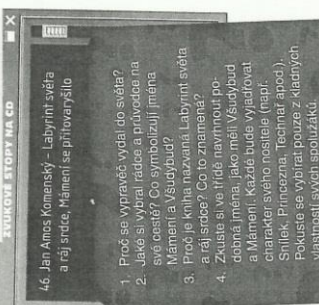 ZVUKOVÉ STOPY NA CD
46. Jan Amos Komenský – Labyrint světa
a ráj srdce, Mámení se přitovaryšilo
1. Proč se vypravěč vydal do světa?
2. Jaké si vybral rádce a průvodce na
své cestě? Co symbolizují jména
Mámení a Všudybud?
3. Proč je kniha nazvána Labyrint světa
a ráj srdce? Co to znamená?
4. Zkuste si ve třídě navrhnout po-
dobná jména, jako měli Všudybud
a Mámení. Každé bude vyjadřovat
charakter svého nositele (např.
Smílek, Princezna, Technař apod.).
Pokuste se vybírat pouze z kladných
vlastností svých spolužáků